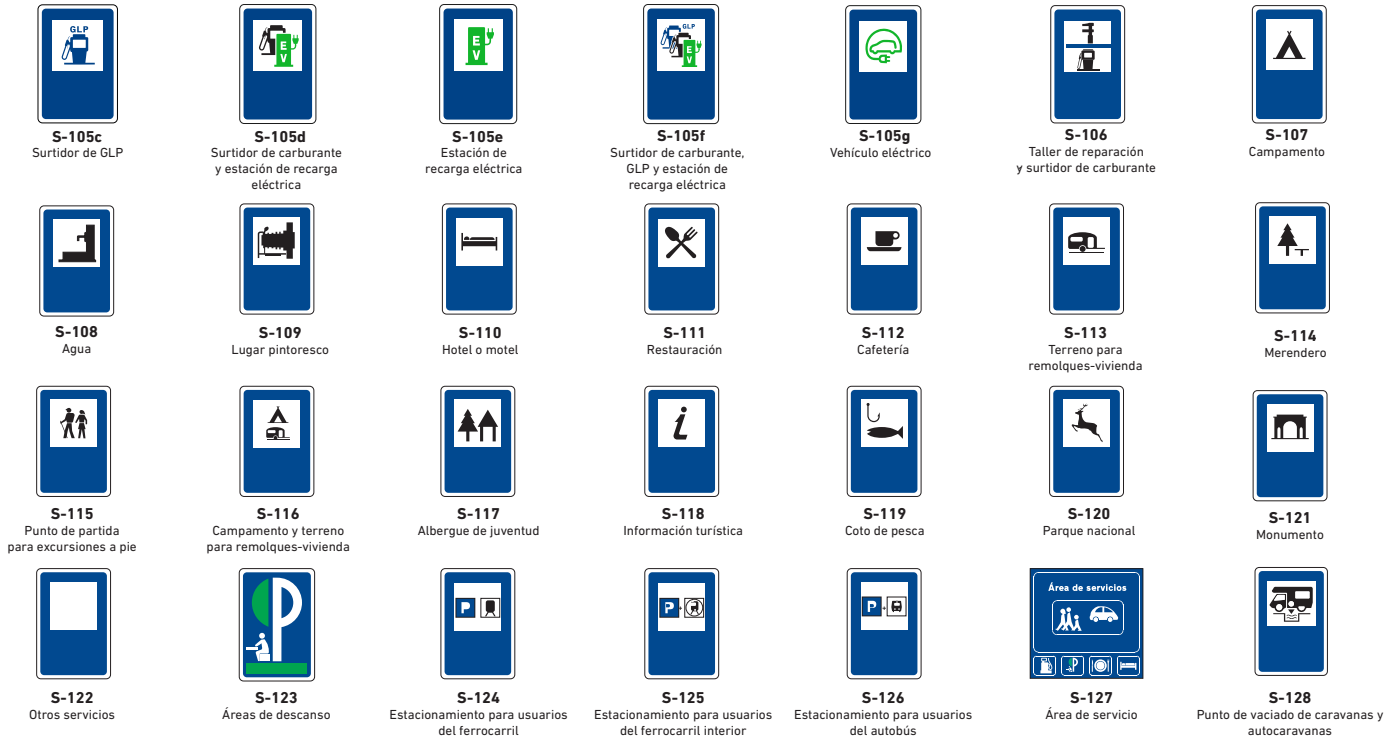 GLP
E
V
E
V
GLP
E
V
S-105c
Surtidor de GLP
S-105d
Surtidor de carburante
y estación de recarga
eléctrica
S-105e
Estación de
recarga eléctrica
S-105f
Surtidor de carburante,
GLP y estación de
recarga eléctrica
S-105g
Vehículo eléctrico
S-106
Taller de reparación
y surtidor de carburante
S-107
Campamento
S-108
Agua
S-109
Lugar pintoresco
S-110
Hotel o motel
S-111
Restauración
S-112
Cafetería
S-113
Terreno para
remolques-vivienda
S-114
Merendero
i
S-115
Punto de partida
para excursiones a pie
S-116
Campamento y terreno
para remolques-vivienda
S-117
Albergue de juventud
S-118
Información turística
S-119
Coto de pesca
S-120
Parque nacional
S-121
Monumento
P
P
P+
P+
Área de servicios
P
S-122
Otros servicios
S-123
Áreas de descanso
S-124
Estacionamiento para usuarios
del ferrocarril
S-125
Estacionamiento para usuarios
del ferrocarril interior
S-126
Estacionamiento para usuarios
del autobús
S-127
Área de servicio
S-128
Punto de vaciado de caravanas y
autocaravanas